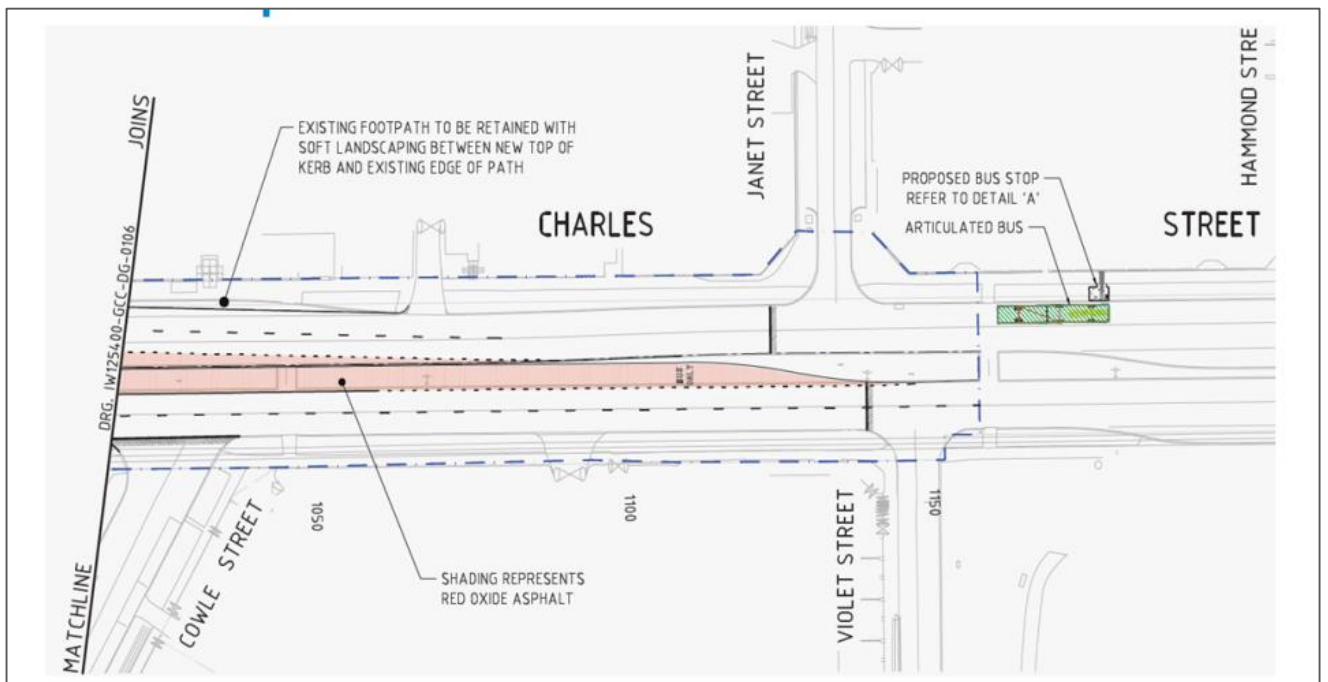 JOINS
DRG. IW125400-GCC-DG-0106
MATCHLINE
EXISTING FOOTPATH TO BE RETAINED WITH
SOFT LANDSCAPING BETWEEN NEW TOP OF
KERB AND EXISTING EDGE OF PATH
CHARLES
JANET STREET
PROPOSED BUS STOP
REFER TO DETAIL 'A'
ARTICULATED BUS
HAMMOND STRE
STREET
BUS
ONLY
COWLE STREET
1050
1100
1150
SHADING REPRESENTS
RED OXIDE ASPHALT
VIOLET STREET